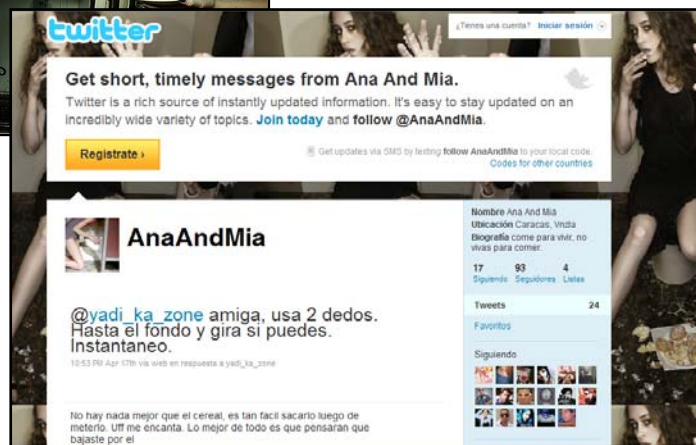 twitter
¿Tienes una cuenta? Iniciar sesión
Get short, timely messages from Ana And Mia.
Twitter is a rich source of instantly updated information. It's easy to stay updated on an
incredibly wide variety of topics. Join today and follow @AnaAndMia.
Registrate ›
Get updates via SMS by texting follow AnaAndMia to your local code.
Codes for other countries
AnaAndMia
@yadi_ka_zone amiga, usa 2 dedos.
Hasta el fondo y gira si puedes.
Instantaneo.
10:53 PM Apr 17th via web en respuesta a yadi_ka_zone
No hay nada mejor que el cereal, es tan facil sacarlo luego de
meterlo. Uff me encanta. Lo mejor de todo es que pensaran que
bajaste por el
Nombre Ana And Mia
Ubicación Caracas, Vnzla
Biografía come para vivir, no
vivas para comer.
17 93 4
Siguiendo Seguidores Listas
Tweets 24
Favoritos
Siguiendo